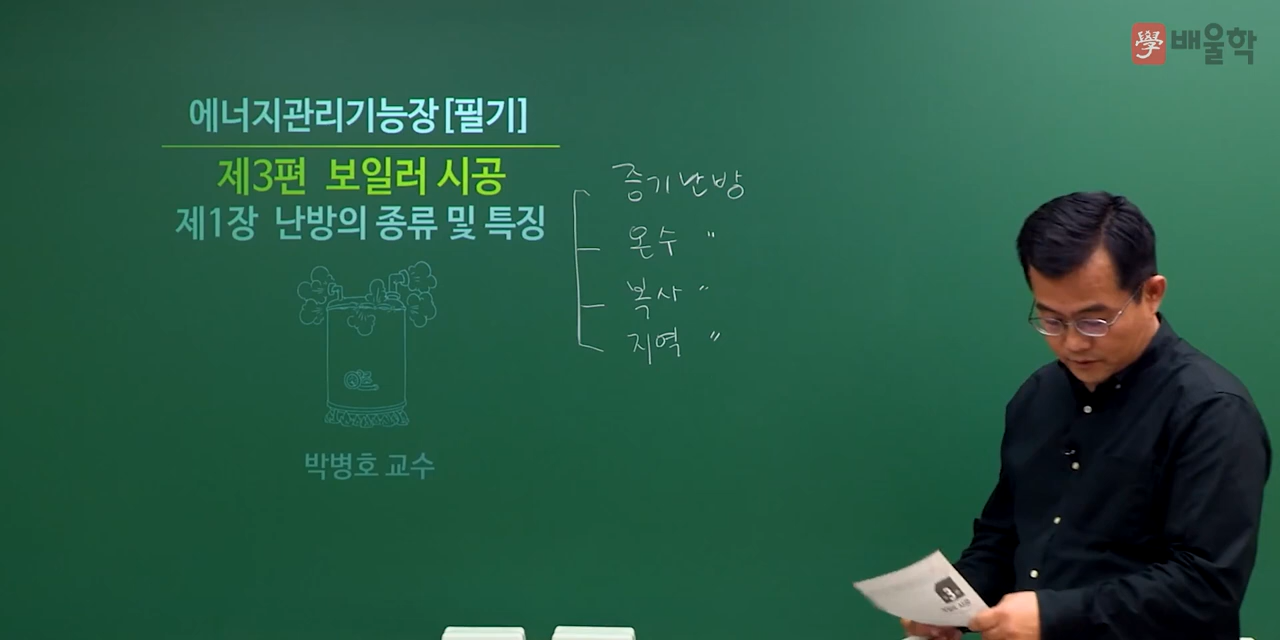 學 배울학
에너지관리기능장[필기]
제3편 보일러 시공
제1장 난방의 종류 및 특징
증기난방
온수 〃
복사 〃
지역 〃
박병호 교수
3